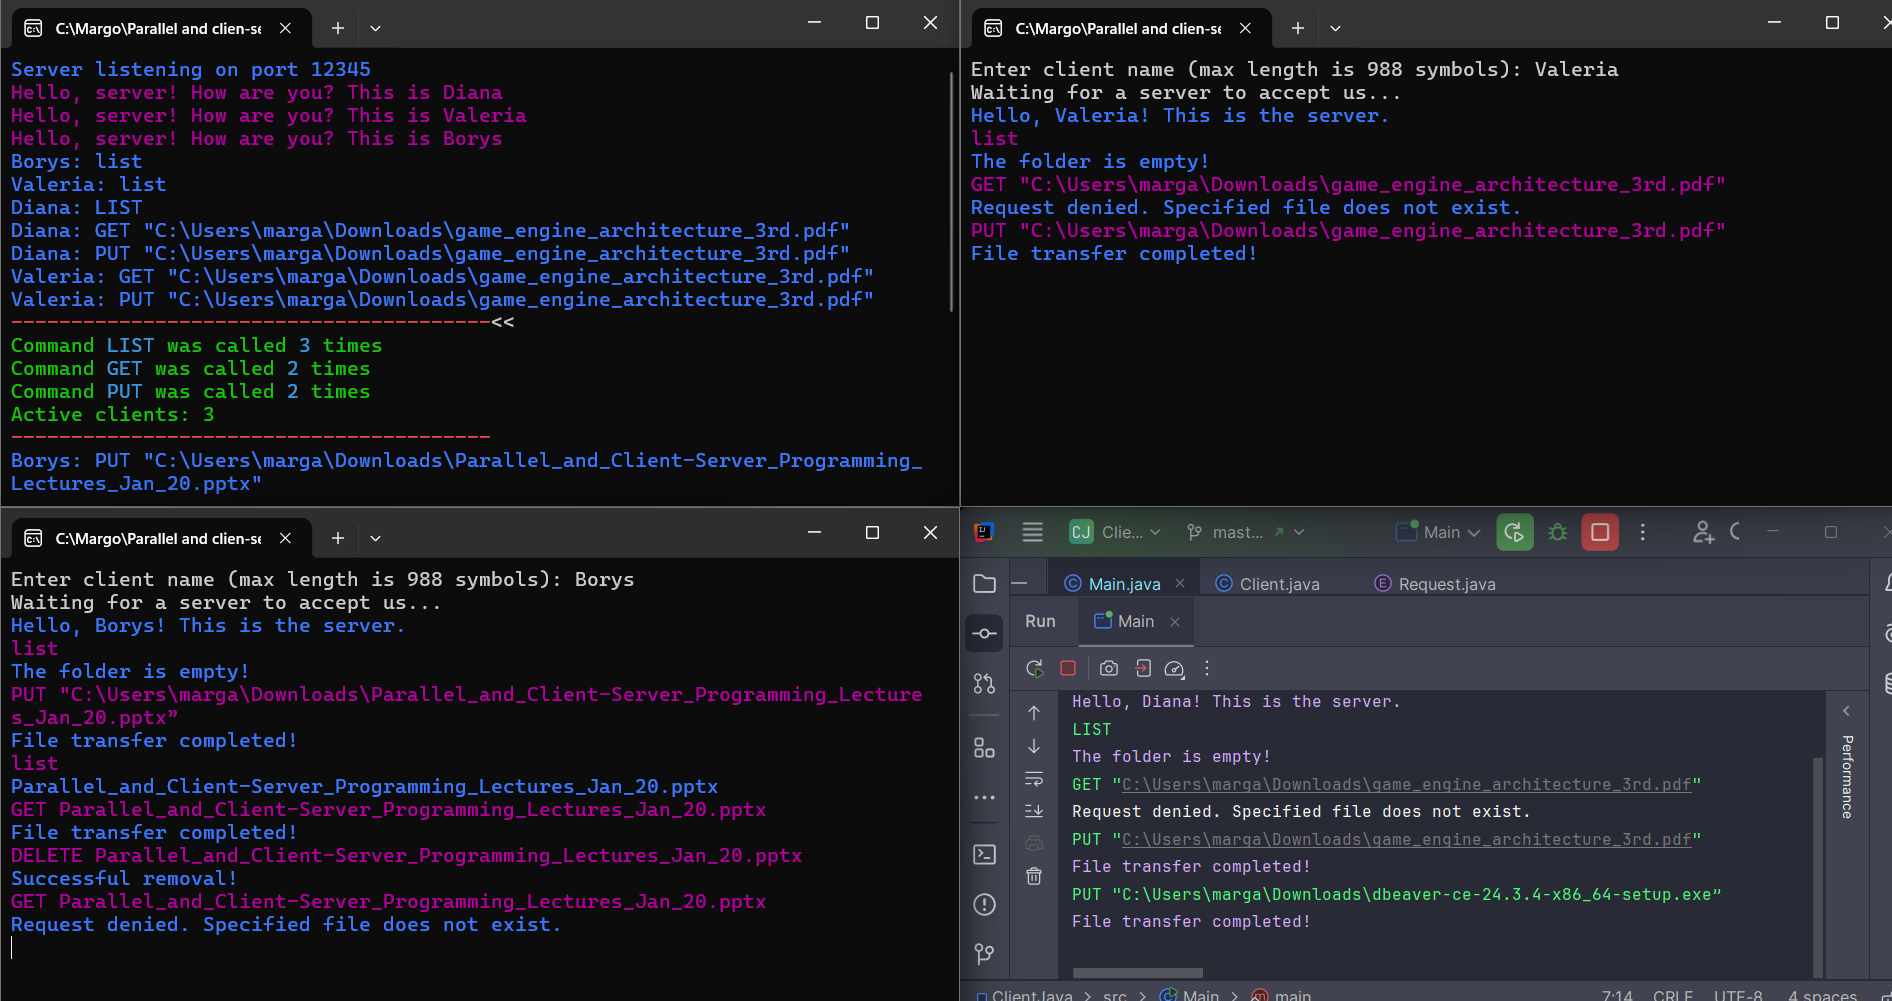 C:\Margo\Parallel and clien-se
Server listening on port 12345
Hello, server! How are you? This is Diana
Hello, server! How are you? This is Valeria
Hello, server! How are you? This is Borys
Borys: list
Valeria: list
Diana: LIST
Diana: GET "C:\Users\marga\Downloads\game_engine_architecture_3rd.pdf"
Diana: PUT "C:\Users\marga\Downloads\game_engine_architecture_3rd.pdf"
Valeria: GET "C:\Users\marga\Downloads\game_engine_architecture_3rd.pdf"
Valeria: PUT "C:\Users\marga\Downloads\game_engine_architecture_3rd.pdf"
----------------------------------------<<
Command LIST was called 3 times
Command GET was called 2 times
Command PUT was called 2 times
Active clients: 3
----------------------------------------
Borys: PUT "C:\Users\marga\Downloads\Parallel_and_Client-Server_Programming_
Lectures_Jan_20.pptx"
C:\Margo\Parallel and clien-se
Enter client name (max length is 988 symbols): Valeria
Waiting for a server to accept us...
Hello, Valeria! This is the server.
list
The folder is empty!
GET "C:\Users\marga\Downloads\game_engine_architecture_3rd.pdf"
Request denied. Specified file does not exist.
PUT "C:\Users\marga\Downloads\game_engine_architecture_3rd.pdf"
File transfer completed!
C:\Margo\Parallel and clien-se
Enter client name (max length is 988 symbols): Borys
Waiting for a server to accept us...
Hello, Borys! This is the server.
list
The folder is empty!
PUT "C:\Users\marga\Downloads\Parallel_and_Client-Server_Programming_Lecture
s_Jan_20.pptx”
File transfer completed!
list
Parallel_and_Client-Server_Programming_Lectures_Jan_20.pptx
GET Parallel_and_Client-Server_Programming_Lectures_Jan_20.pptx
File transfer completed!
DELETE Parallel_and_Client-Server_Programming_Lectures_Jan_20.pptx
Successful removal!
GET Parallel_and_Client-Server_Programming_Lectures_Jan_20.pptx
Request denied. Specified file does not exist.
CJ Clie... mast... Main
Main.java Client.java Request.java
Run Main
Hello, Diana! This is the server.
LIST
The folder is empty!
GET "C:\Users\marga\Downloads\game_engine_architecture_3rd.pdf"
Request denied. Specified file does not exist.
PUT "C:\Users\marga\Downloads\game_engine_architecture_3rd.pdf"
File transfer completed!
PUT "C:\Users\marga\Downloads\dbeaver-ce-24.3.4-x86_64-setup.exe”
File transfer completed!
Performance
ClientJava > src > Main > main 7:14 CRLF UTF-8 4 spaces